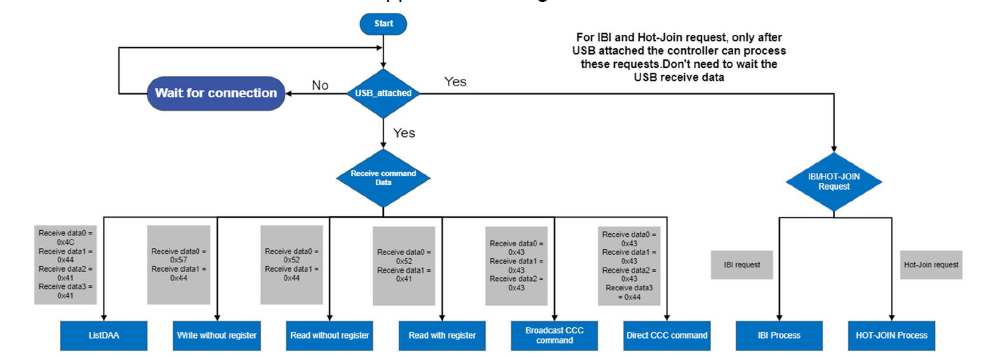 Start
For IBI and Hot-Join request, only after
USB attached the controller can process
these requests.Don't need to wait the
USB receive data
Wait for connection
No
USB_attached
Yes
Yes
Receive command
Data
IBI/HOT-JOIN
Request
Receive data0 =
0x4C
Receive data1 =
0x44
Receive data2 =
0x41
Receive data3 =
0x41
Receive data0 =
0x57
Receive data1 =
0x44
Receive data0 =
0x52
Receive data1 =
0x44
Receive data0 =
0x52
Receive data1 =
0x41
Receive data0 =
0x43
Receive data1 =
0x43
Receive data2 =
0x43
Receive data0 =
0x43
Receive data1 =
0x43
Receive data2 =
0x43
Receive data3
= 0x44
IBI request
Hot-Join request
ListDAA
Write without register
Read without register
Read with register
Broadcast CCC
command
Direct CCC command
IBI Process
HOT-JOIN Process